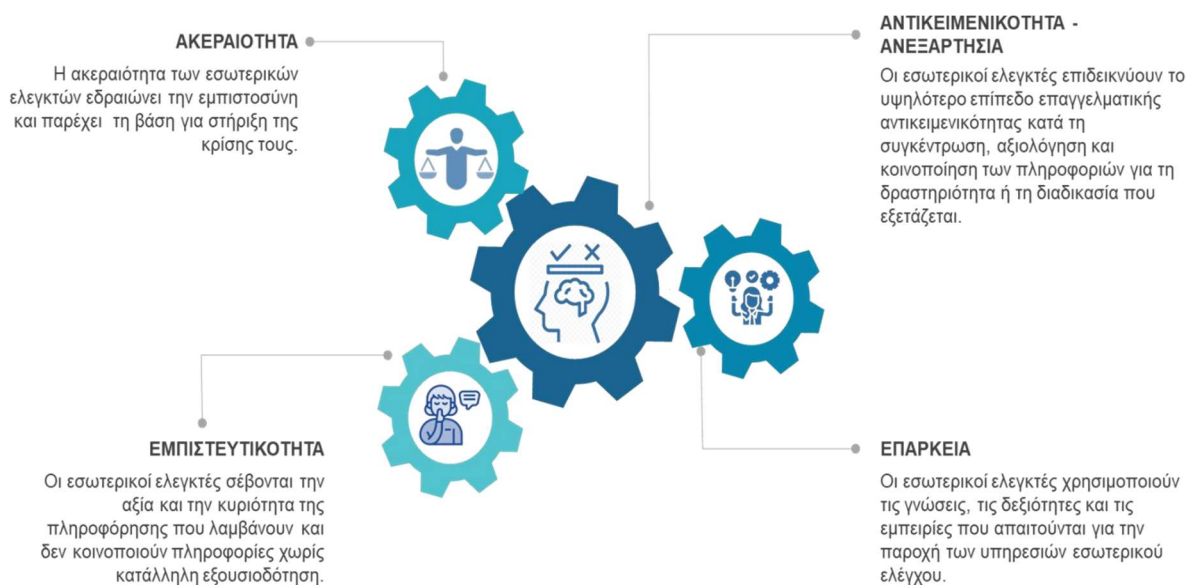 ΑΚΕΡΑΙΟΤΗΤΑ
Η ακεραιότητα των εσωτερικών
ελεγκτών εδραιώνει την εμπιστοσύνη
και παρέχει τη βάση για στήριξη της
κρίσης τους.
ΑΝΤΙΚΕΙΜΕΝΙΚΟΤΗΤΑ -
ΑΝΕΞΑΡΤΗΣΙΑ
Οι εσωτερικοί ελεγκτές επιδεικνύουν το
υψηλότερο επίπεδο επαγγελματικής
αντικειμενικότητας κατά τη
συγκέντρωση, αξιολόγηση και
κοινοποίηση των πληροφοριών για τη
δραστηριότητα ή τη διαδικασία που
εξετάζεται.
ΕΜΠΙΣΤΕΥΤΙΚΟΤΗΤΑ
Οι εσωτερικοί ελεγκτές σέβονται την
αξία και την κυριότητα της
πληροφόρησης που λαμβάνουν και
δεν κοινοποιούν πληροφορίες χωρίς
κατάλληλη εξουσιοδότηση.
ΕΠΑΡΚΕΙΑ
Οι εσωτερικοί ελεγκτές χρησιμοποιούν
τις γνώσεις, τις δεξιότητες και τις
εμπειρίες που απαιτούνται για την
παροχή των υπηρεσιών εσωτερικού
ελέγχου.